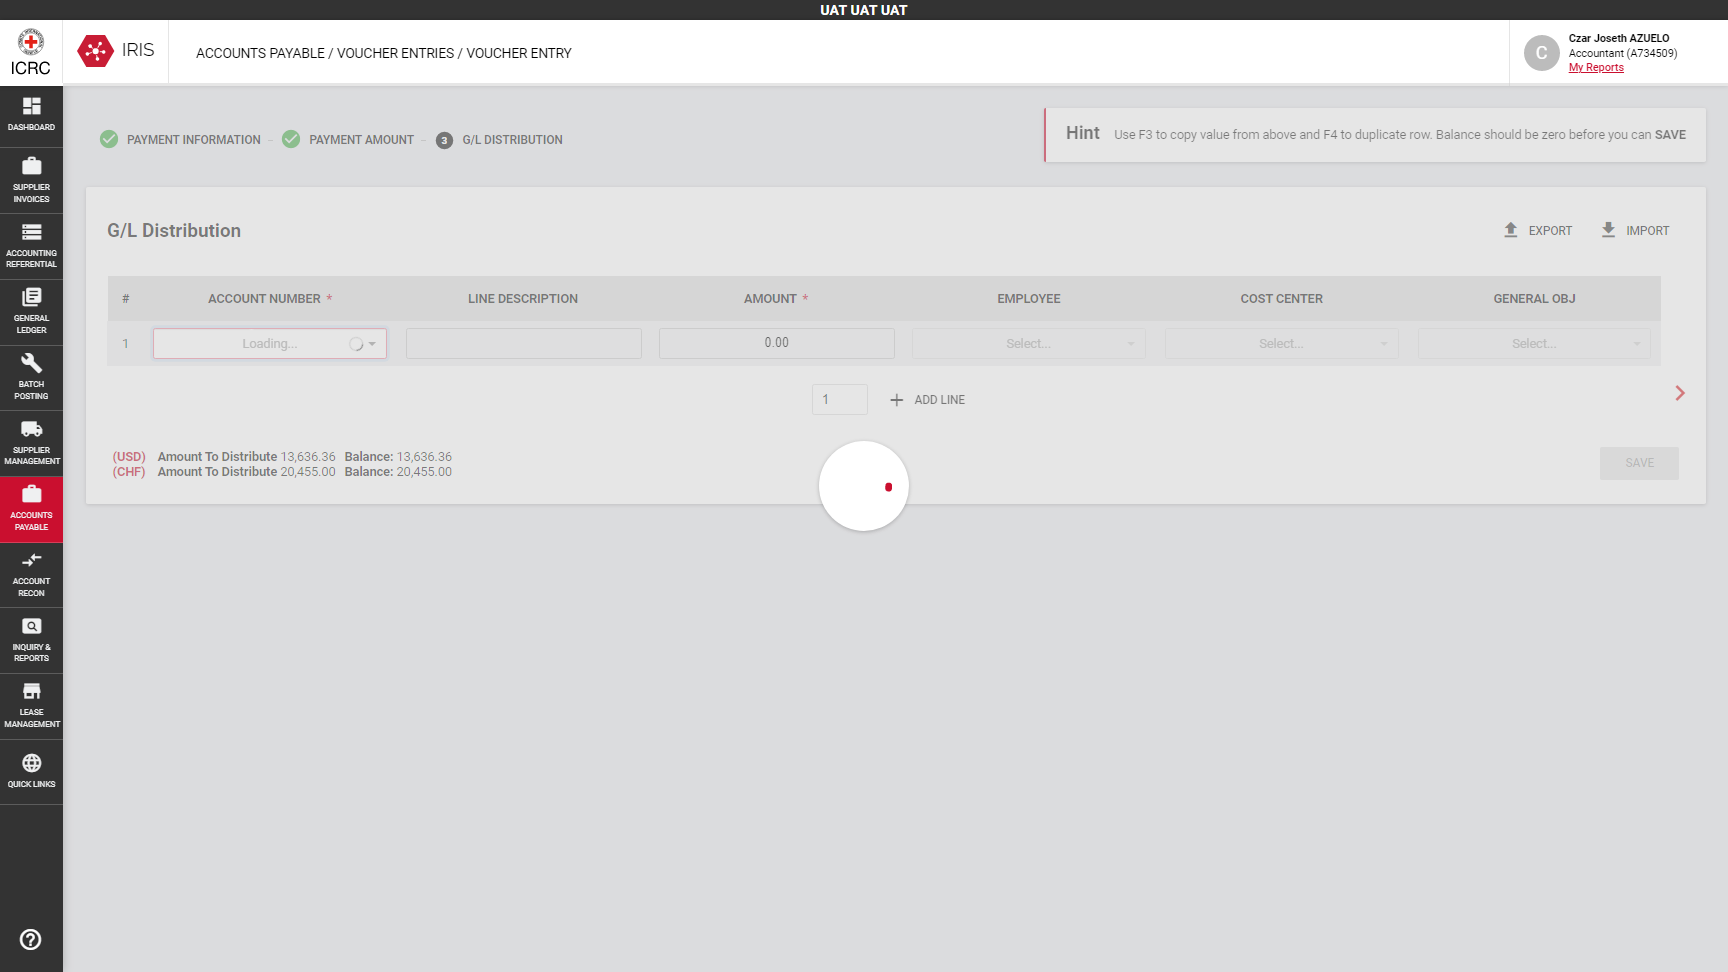 UAT UAT UAT
ICRC
IRIS
ACCOUNTS PAYABLE / VOUCHER ENTRIES / VOUCHER ENTRY
C
Czar Joseth AZUELO
Accountant (A734509)
My Reports
DASHBOARD
SUPPLIER
INVOICES
ACCOUNTING
REFERENTIAL
GENERAL
LEDGER
BATCH
POSTING
SUPPLIER
MANAGEMENT
ACCOUNTS
PAYABLE
ACCOUNT
RECON
INQUIRY &
REPORTS
LEASE
MANAGEMENT
QUICK LINKS
PAYMENT INFORMATION - PAYMENT AMOUNT - 3 G/L DISTRIBUTION
Hint Use F3 to copy value from above and F4 to duplicate row. Balance should be zero before you can SAVE
G/L Distribution
EXPORT IMPORT
# ACCOUNT NUMBER * LINE DESCRIPTION AMOUNT * EMPLOYEE COST CENTER GENERAL OBJ
1 Loading... 0.00 Select... Select... Select...
1 + ADD LINE
(USD) Amount To Distribute 13,636.36 Balance: 13,636.36
(CHF) Amount To Distribute 20,455.00 Balance: 20,455.00
SAVE